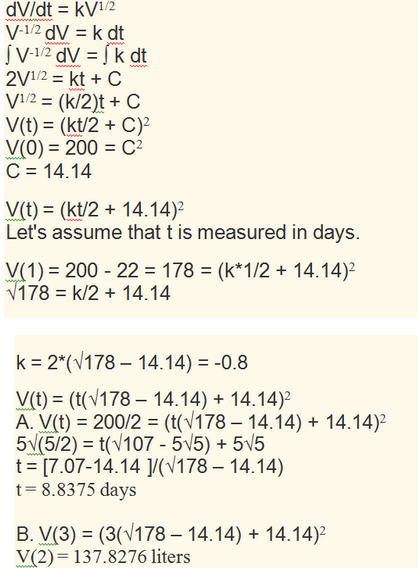 dV/dt = kV¹/²
V-¹/² dV = k dt
∫ V-¹/² dV = ∫ k dt
2V¹/² = kt + C
V¹/² = (k/2)t + C
V(t) = (kt/2 + C)²
V(0) = 200 = C²
C = 14.14
V(t) = (kt/2 + 14.14)²
Let's assume that t is measured in days.
V(1) = 200 - 22 = 178 = (k*1/2 + 14.14)²
√178 = k/2 + 14.14
k = 2*(√178 – 14.14) = -0.8
V(t) = (t(√178 – 14.14) + 14.14)²
A. V(t) = 200/2 = (t(√178 – 14.14) + 14.14)²
5√(5/2) = t(√107 - 5√5) + 5√5
t = [7.07-14.14 ]/(√178 – 14.14)
t = 8.8375 days
B. V(3) = (3(√178 – 14.14) + 14.14)²
V(2) = 137.8276 liters